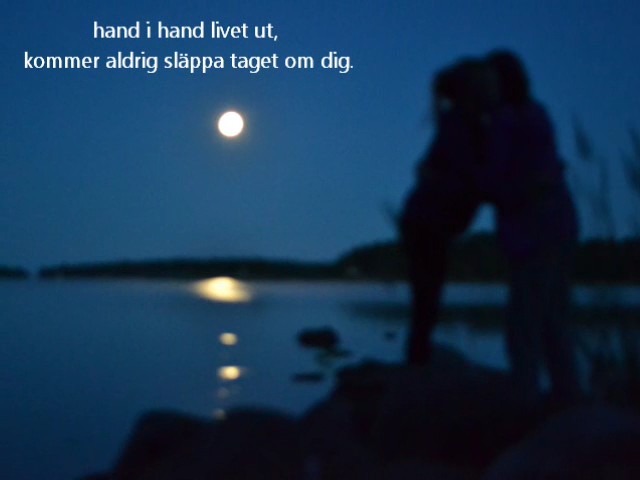 hand i hand livet ut,
kommer aldrig släppa taget om dig.